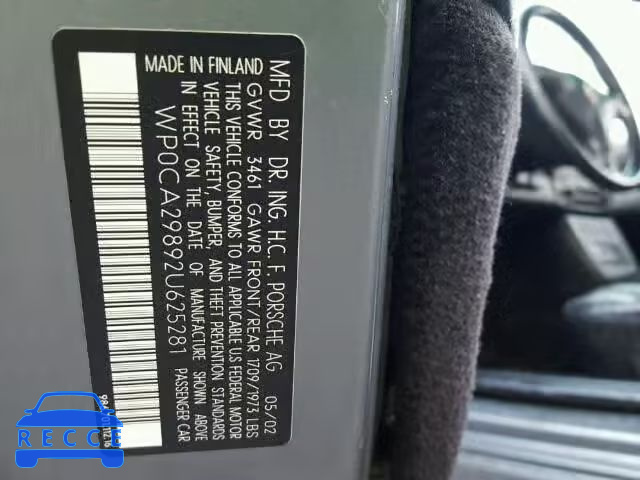 MFD BY DR. ING. H.C. F. PORSCHE AG 05/02
MADE IN FINLAND
GVWR 3461 GAWR FRONT/REAR 1709/1973 LBS
THIS VEHICLE CONFORMS TO ALL APPLICABLE US FEDERAL MOTOR
VEHICLE SAFETY, BUMPER, AND THEFT PREVENTION STANDARDS
IN EFFECT ON THE DATE OF MANUFACTURE SHOWN ABOVE
WP0CA29892U625281 PASSENGER CAR